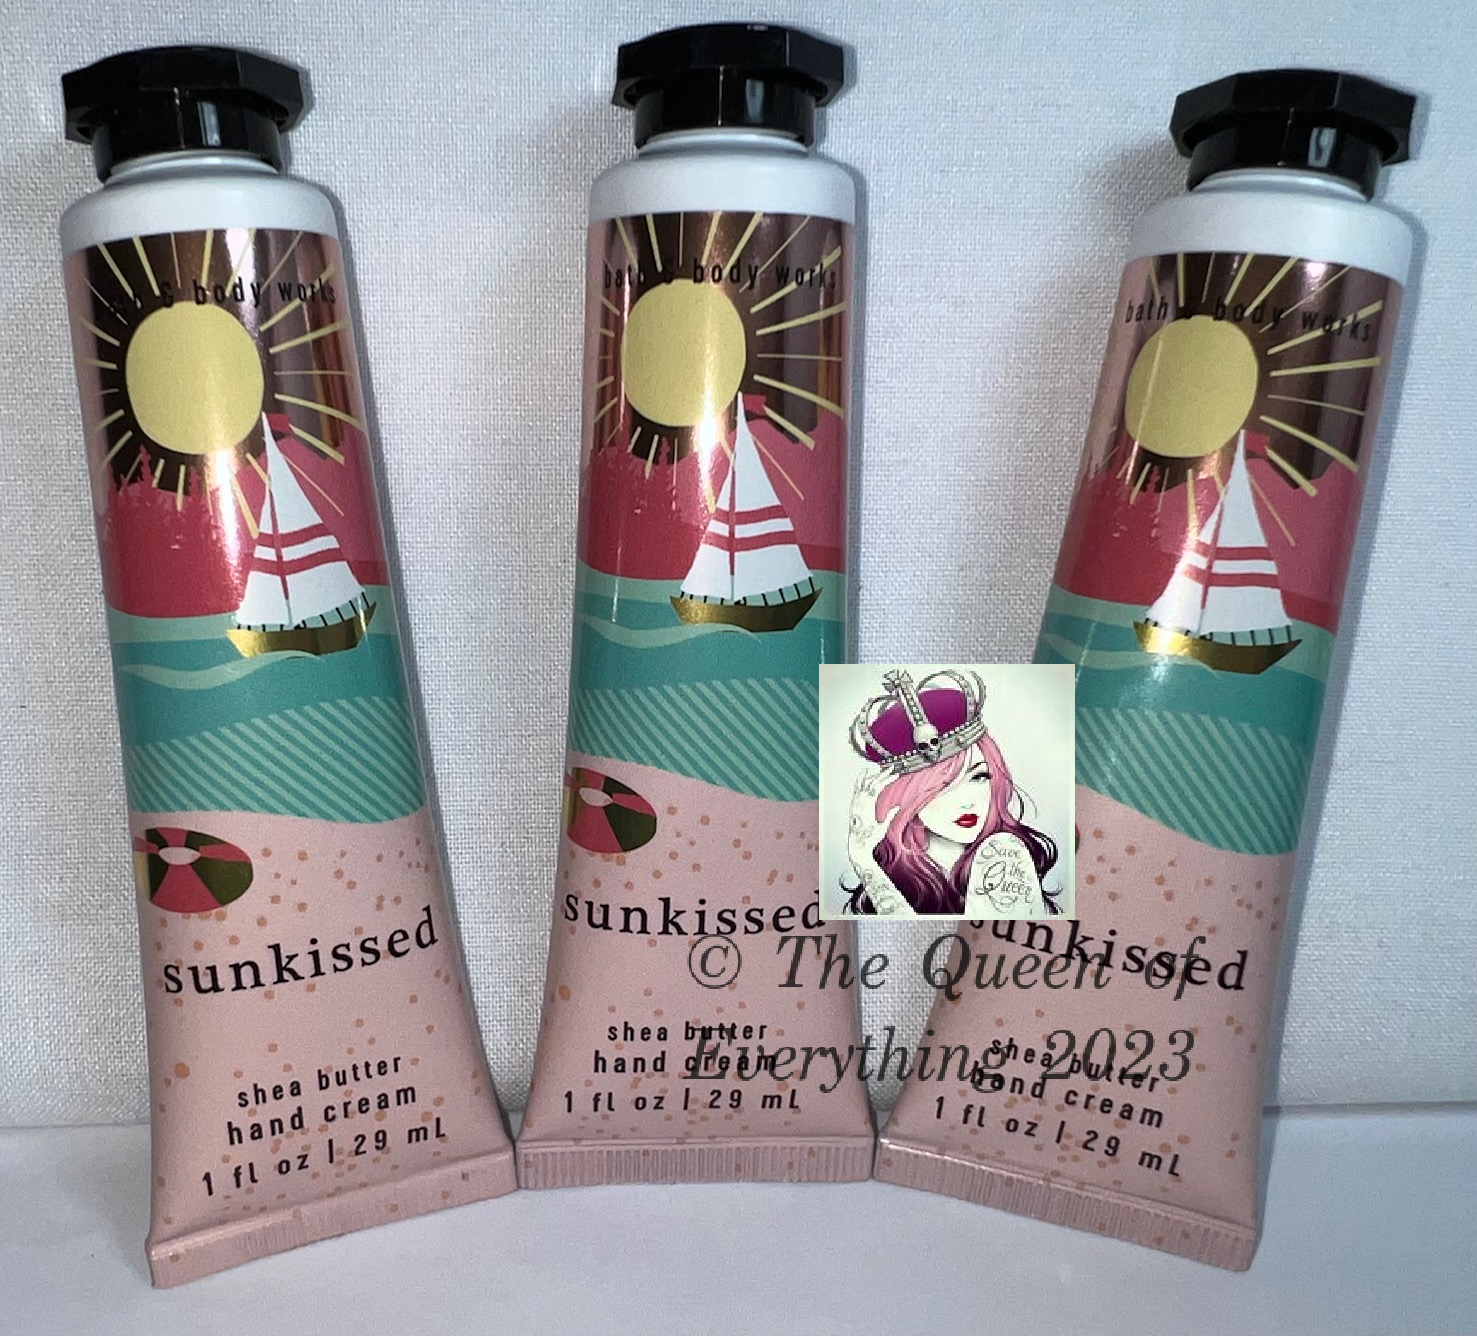 bath & body works
sunkissed
shea butter
hand cream
1 fl oz | 29 mL
bath & body works
sunkissed
shea butter
hand cream
1 fl oz | 29 mL
bath & body works
sunkissed
shea butter
hand cream
1 fl oz | 29 mL
Save
the
Queen
© The Queen of
Everything 2023